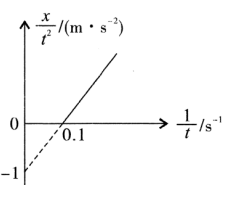 x/t² /(m · s⁻²)
0
0.1
1/t /s⁻¹
−1